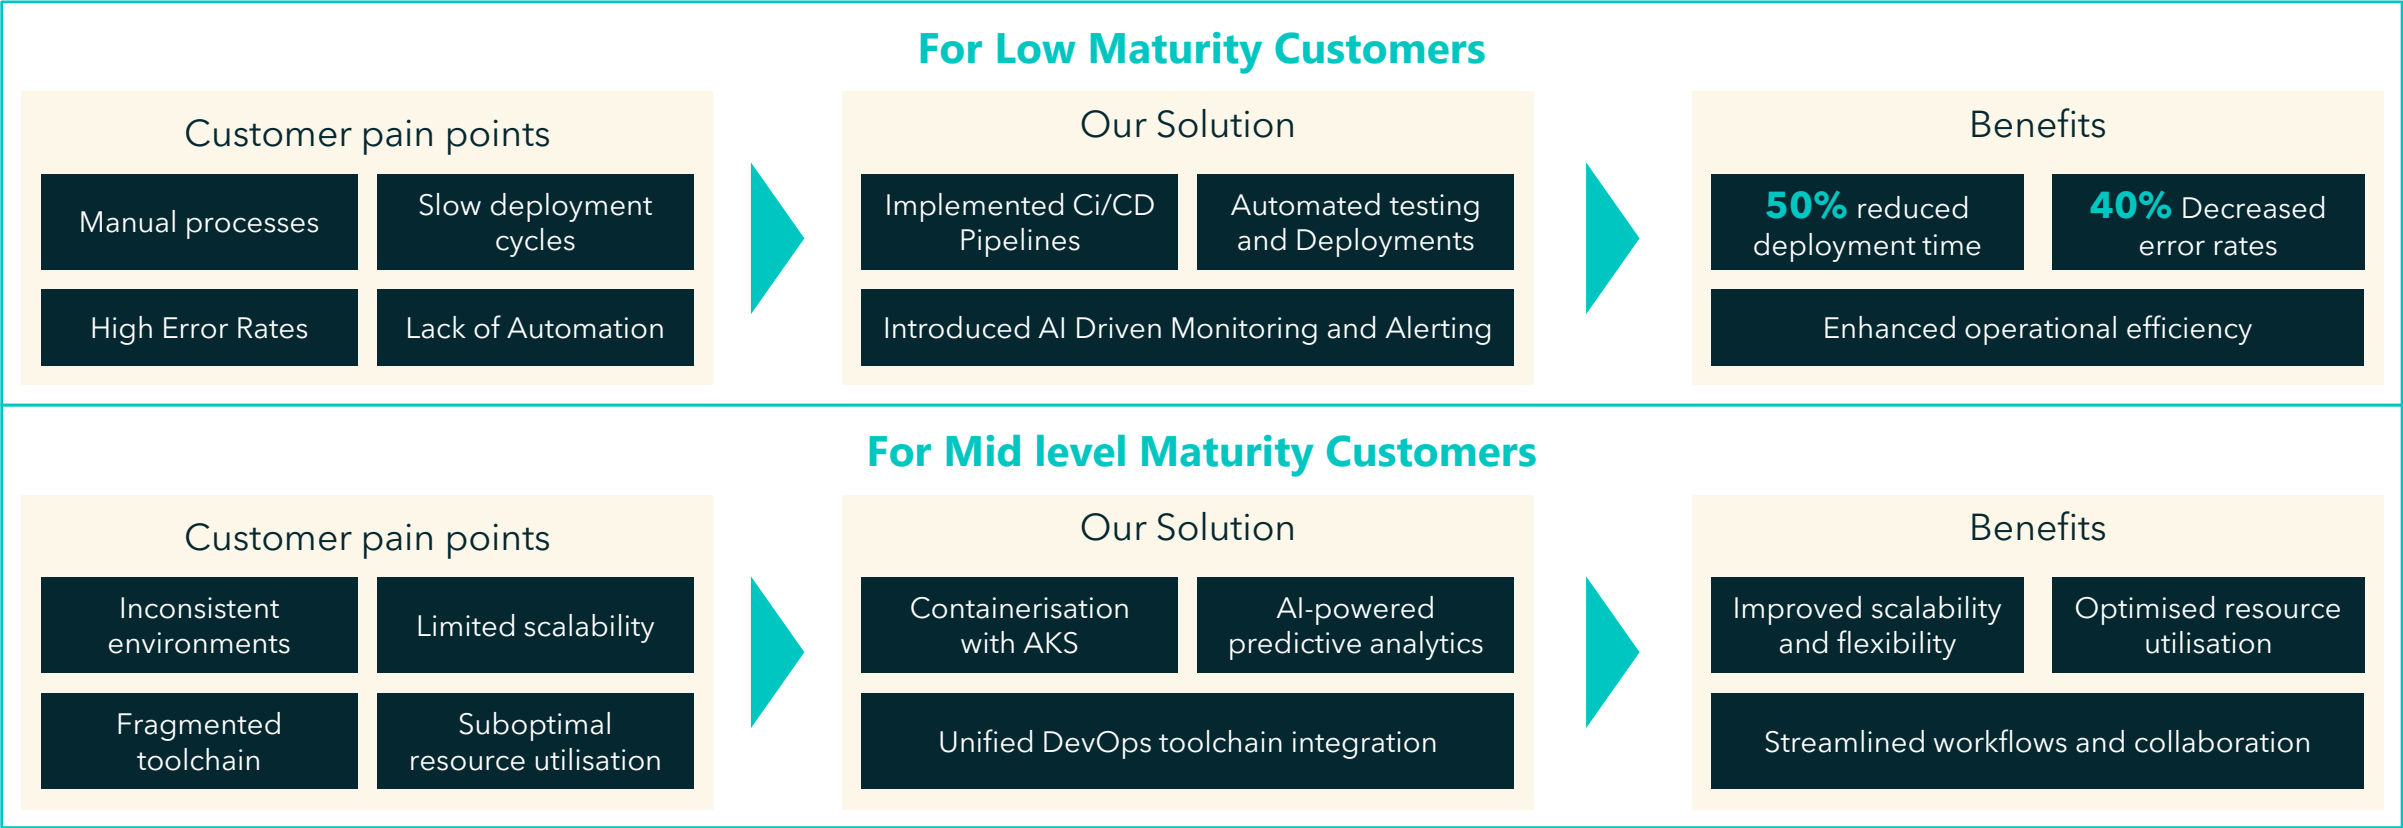 For Low Maturity Customers
Customer pain points
Manual processes
Slow deployment
cycles
High Error Rates
Lack of Automation
Our Solution
Implemented Ci/CD
Pipelines
Automated testing
and Deployments
Introduced AI Driven Monitoring and Alerting
Benefits
50% reduced
deployment time
40% Decreased
error rates
Enhanced operational efficiency
For Mid level Maturity Customers
Customer pain points
Inconsistent
environments
Limited scalability
Fragmented
toolchain
Suboptimal
resource utilisation
Our Solution
Containerisation
with AKS
AI-powered
predictive analytics
Unified DevOps toolchain integration
Benefits
Improved scalability
and flexibility
Optimised resource
utilisation
Streamlined workflows and collaboration